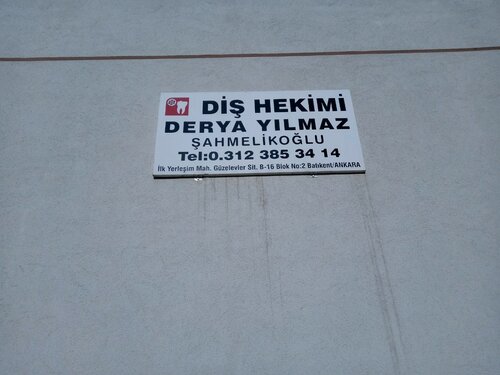 DİŞ HEKİMİ
DERYA YILMAZ
ŞAHMELİKOĞLU
Tel:0.312 385 34 14
İlk Yerleşim Mah. Güzelevler Sit. B-16 Blok No:2 Batıkent/ANKARA